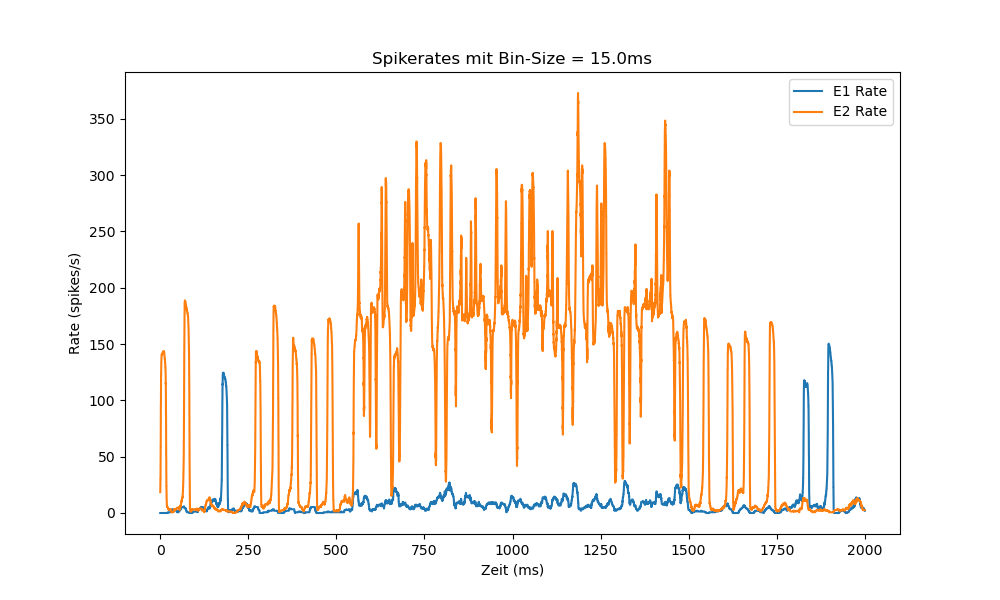 Spikerates mit Bin-Size = 15.0ms
E1 Rate
E2 Rate
350
300
250
200
150
100
50
0
Rate (spikes/s)
0 250 500 750 1000 1250 1500 1750 2000
Zeit (ms)